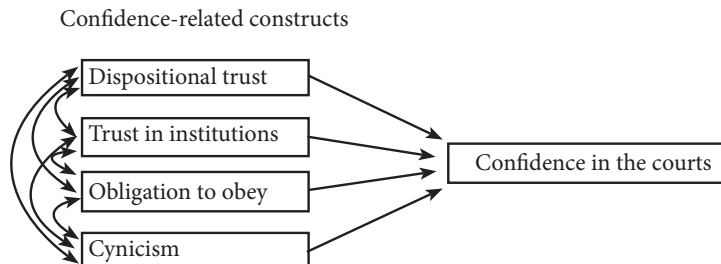 Confidence-related constructs
Dispositional trust
Trust in institutions
Confidence in the courts
Obligation to obey
Cynicism